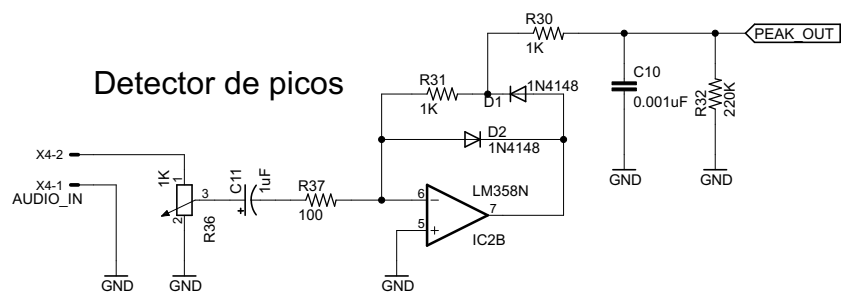 R30
1K
PEAK_OUT
Detector de picos
R31
1K
D1
1N4148
C10
0.001uF
R32
220K
D2
1N4148
GND
GND
X4-2
X4-1
AUDIO_IN
1K
1
3
2
R36
C11
1uF
+
R37
100
6
5
7
LM358N
IC2B
GND
GND
GND